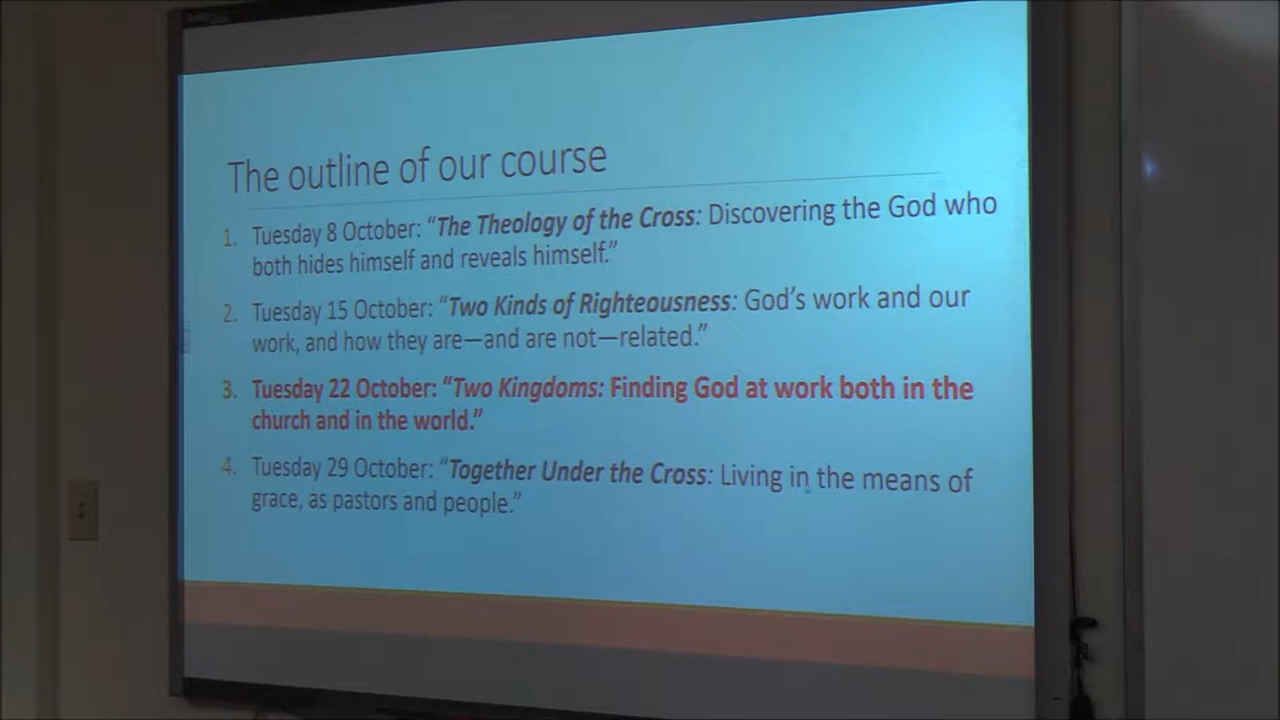 The outline of our course
1. Tuesday 8 October: “The Theology of the Cross: Discovering the God who
both hides himself and reveals himself.”
2. Tuesday 15 October: “Two Kinds of Righteousness: God’s work and our
work, and how they are—and are not—related.”
3. Tuesday 22 October: “Two Kingdoms: Finding God at work both in the
church and in the world.”
4. Tuesday 29 October: “Together Under the Cross: Living in the means of
grace, as pastors and people.”